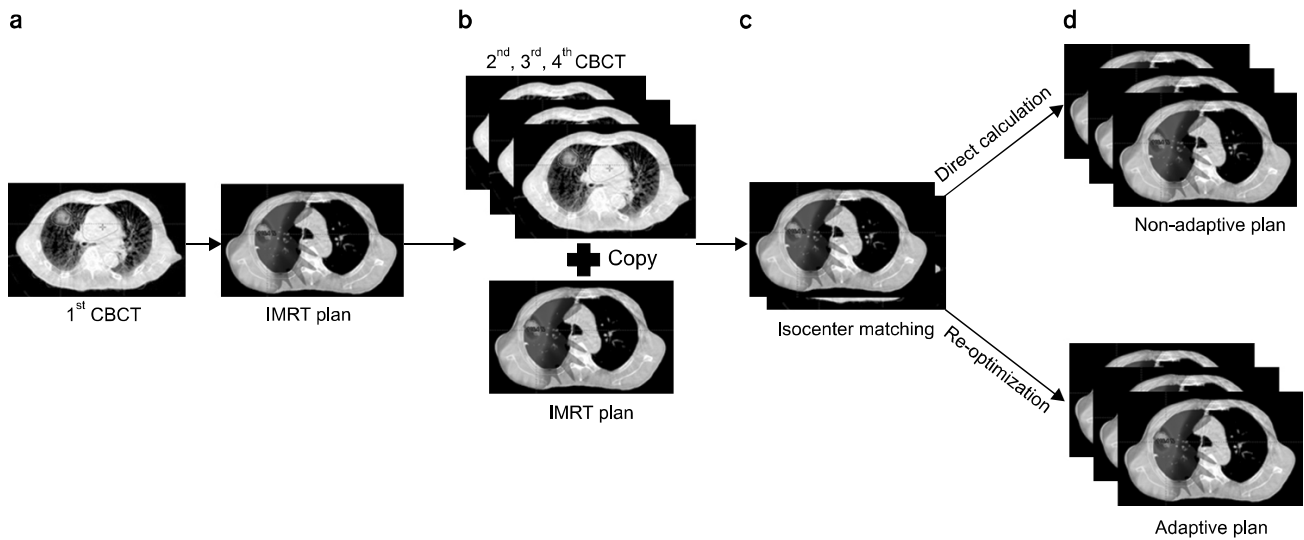 a
b
c
d
2nd, 3rd, 4th CBCT
1st CBCT
IMRT plan
Copy
IMRT plan
Isocenter matching
Direct calculation
Re-optimization
Non-adaptive plan
Adaptive plan